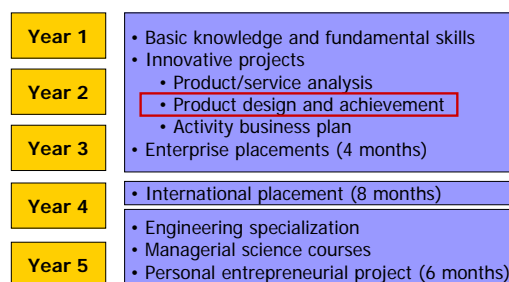 Year 1
• Basic knowledge and fundamental skills
• Innovative projects
• Product/service analysis
Year 2
• Product design and achievement
• Activity business plan
Year 3
• Enterprise placements (4 months)
Year 4
• International placement (8 months)
• Engineering specialization
• Managerial science courses
Year 5
• Personal entrepreneurial project (6 months)